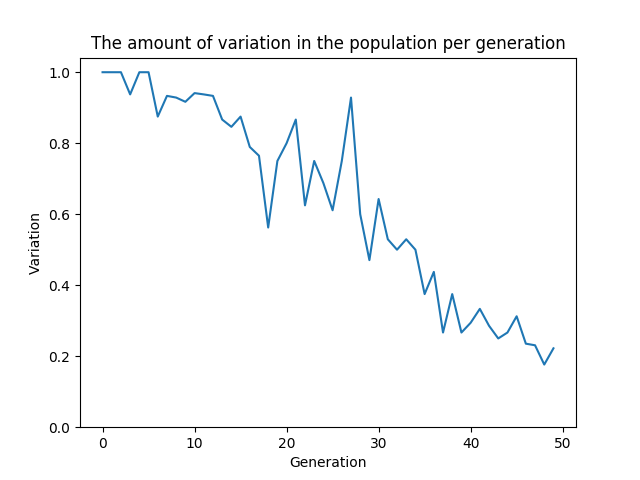 The amount of variation in the population per generation
1.0
0.8
0.6
0.4
0.2
0.0
Variation
0 10 20 30 40 50
Generation